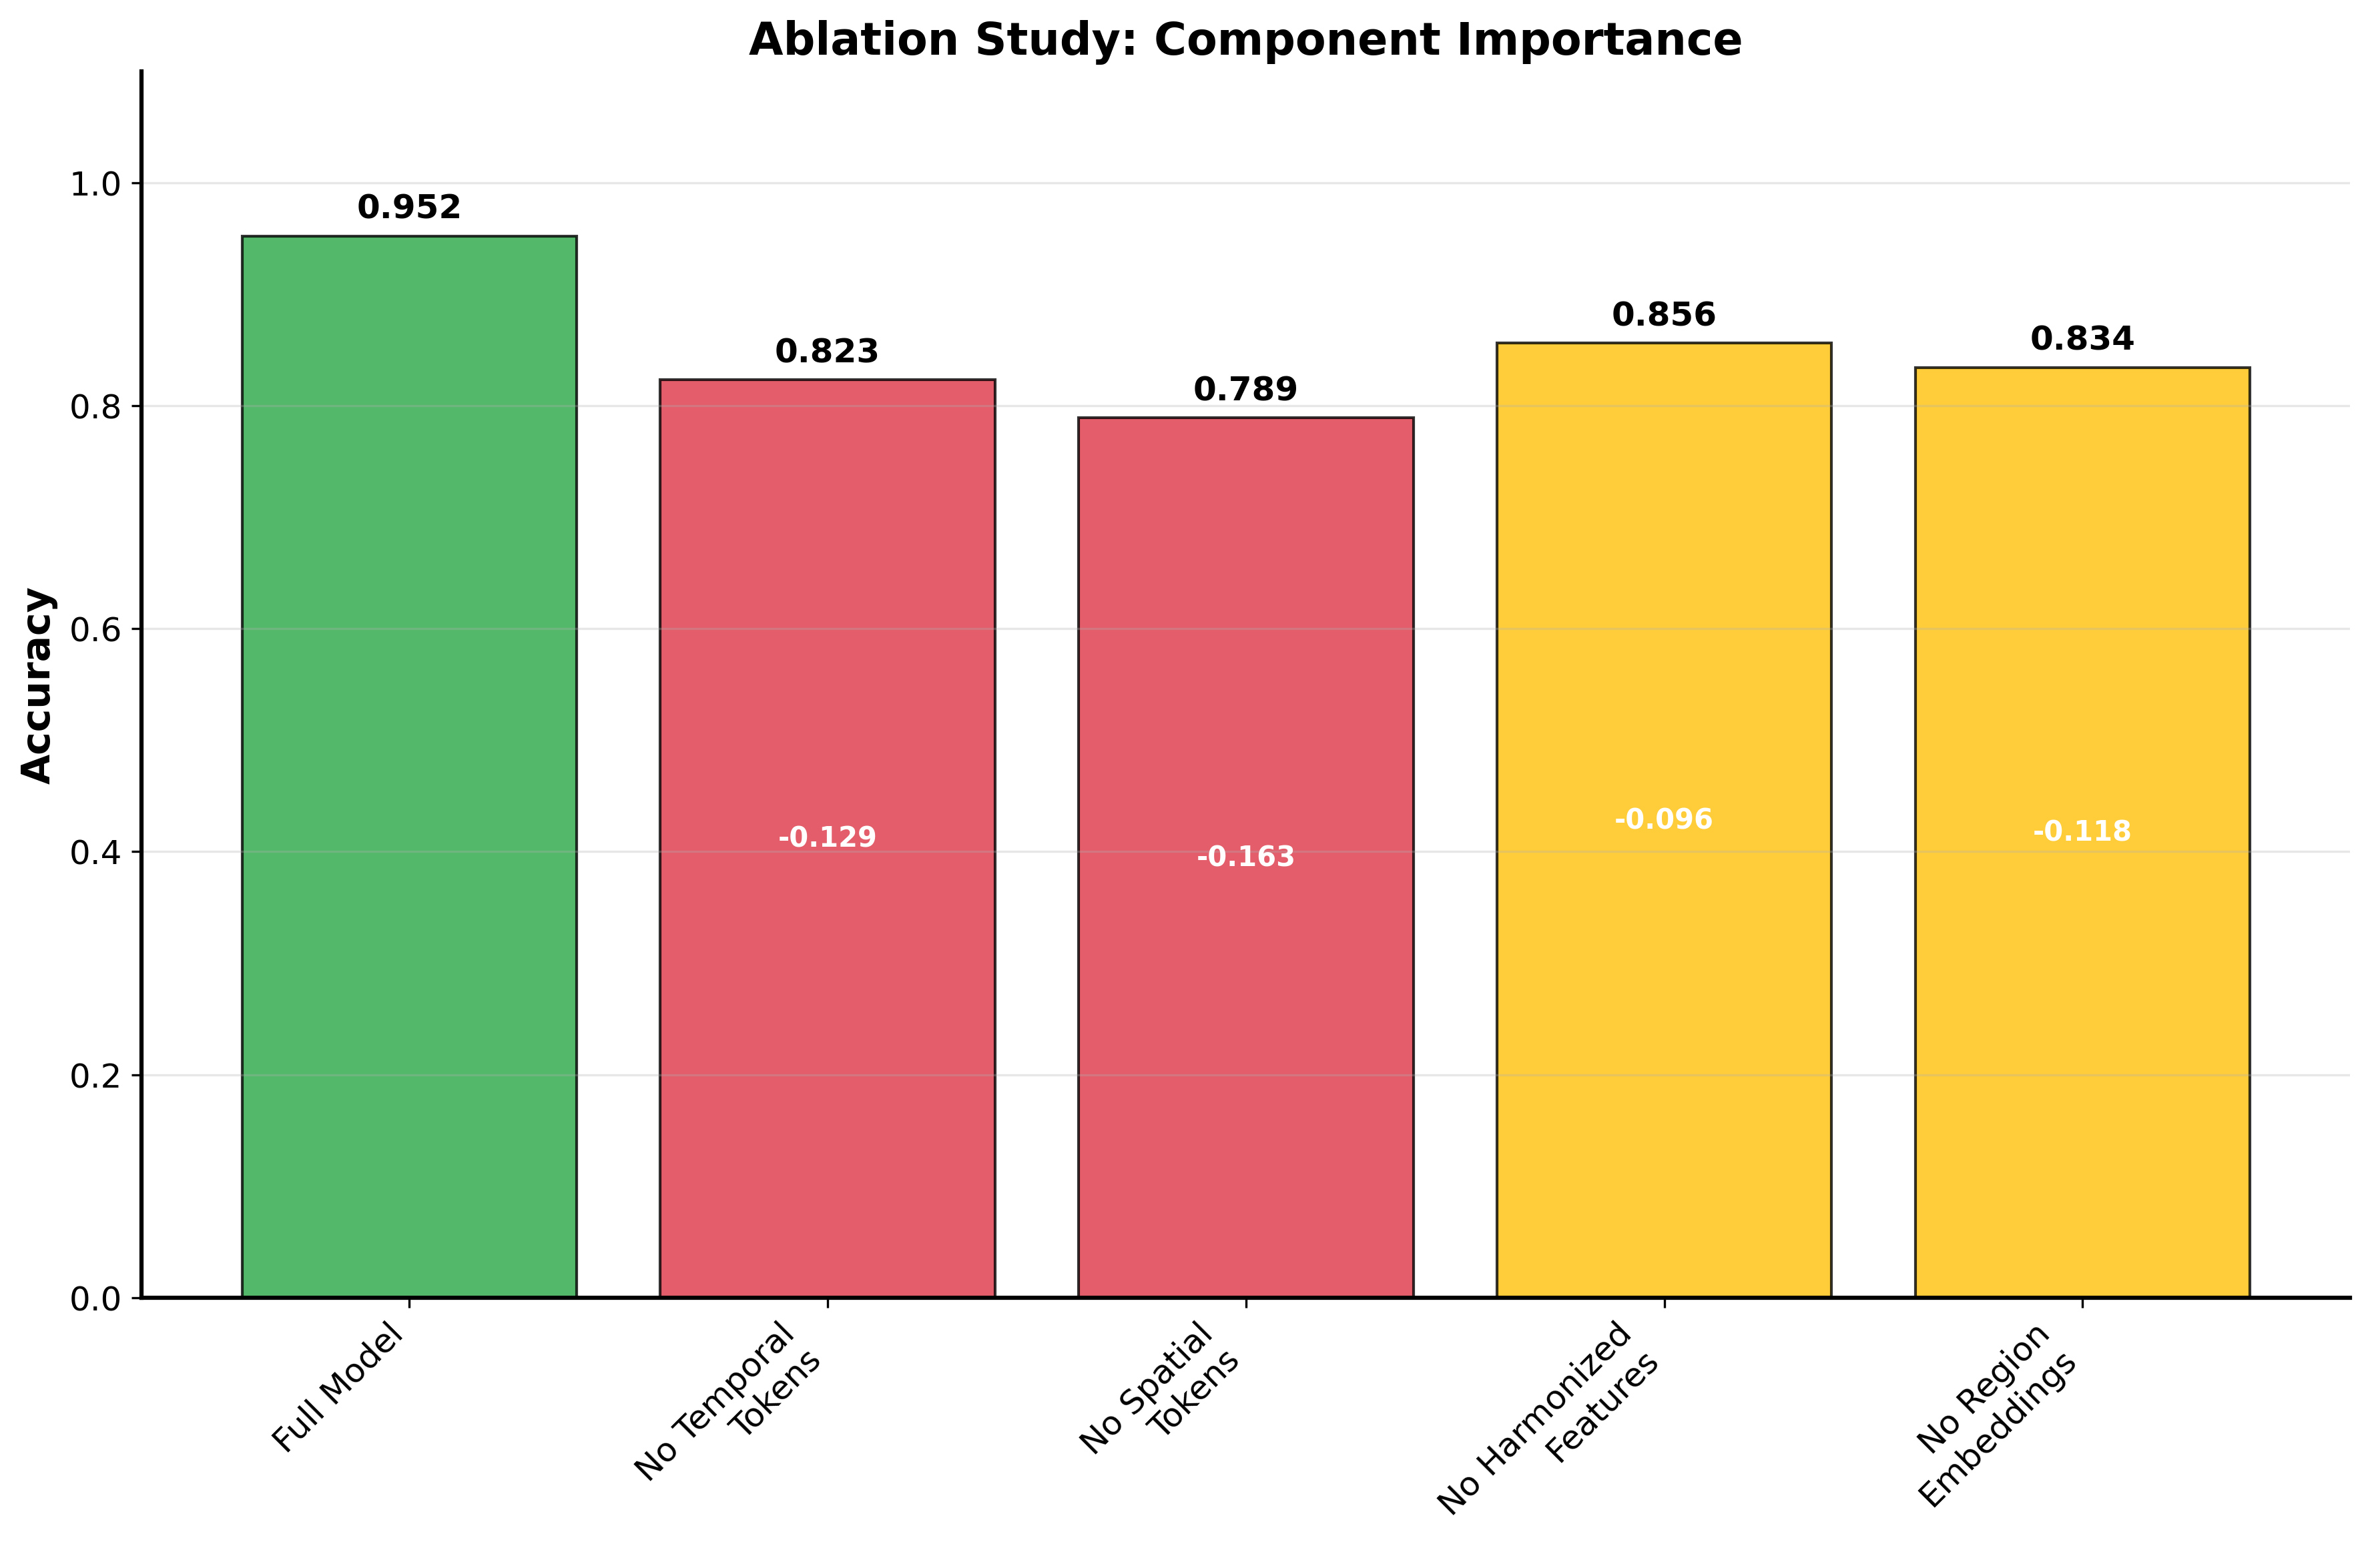 Ablation Study: Component Importance
Accuracy
1.0
0.8
0.6
0.4
0.2
0.0
0.952
0.823
0.789
0.856
0.834
-0.129
-0.163
-0.096
-0.118
Full Model
No Temporal
Tokens
No Spatial
Tokens
No Harmonized
Features
No Region
Embeddings